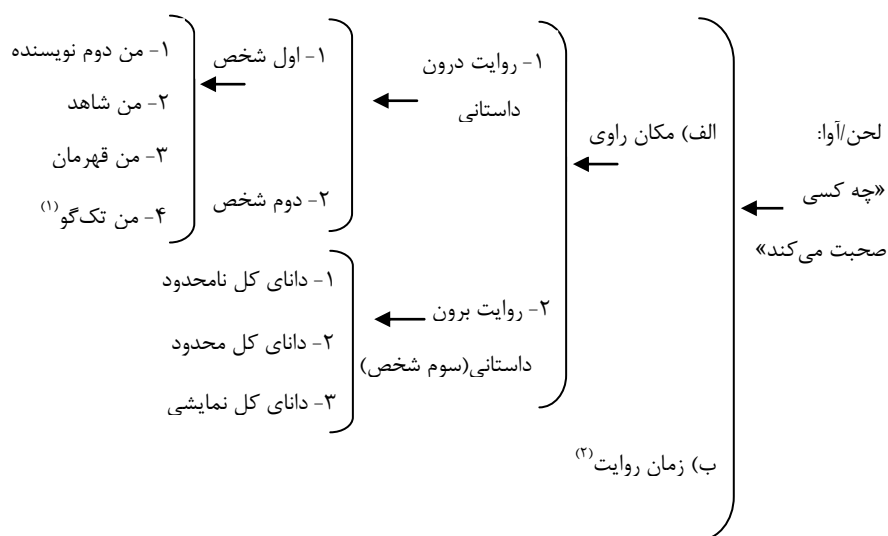 لحن/آوا:
«چه کسی
صحبت می‌کند»
الف) مکان راوی
ب) زمان روایت(۲)
۱- روایت درون
داستانی
۲- روایت برون
داستانی(سوم شخص)
۱- اول شخص
۲- دوم شخص
۱- من دوم نویسنده
۲- من شاهد
۳- من قهرمان
۴- من تک‌گو(۱)
۱- دانای کل نامحدود
۲- دانای کل محدود
۳- دانای کل نمایشی